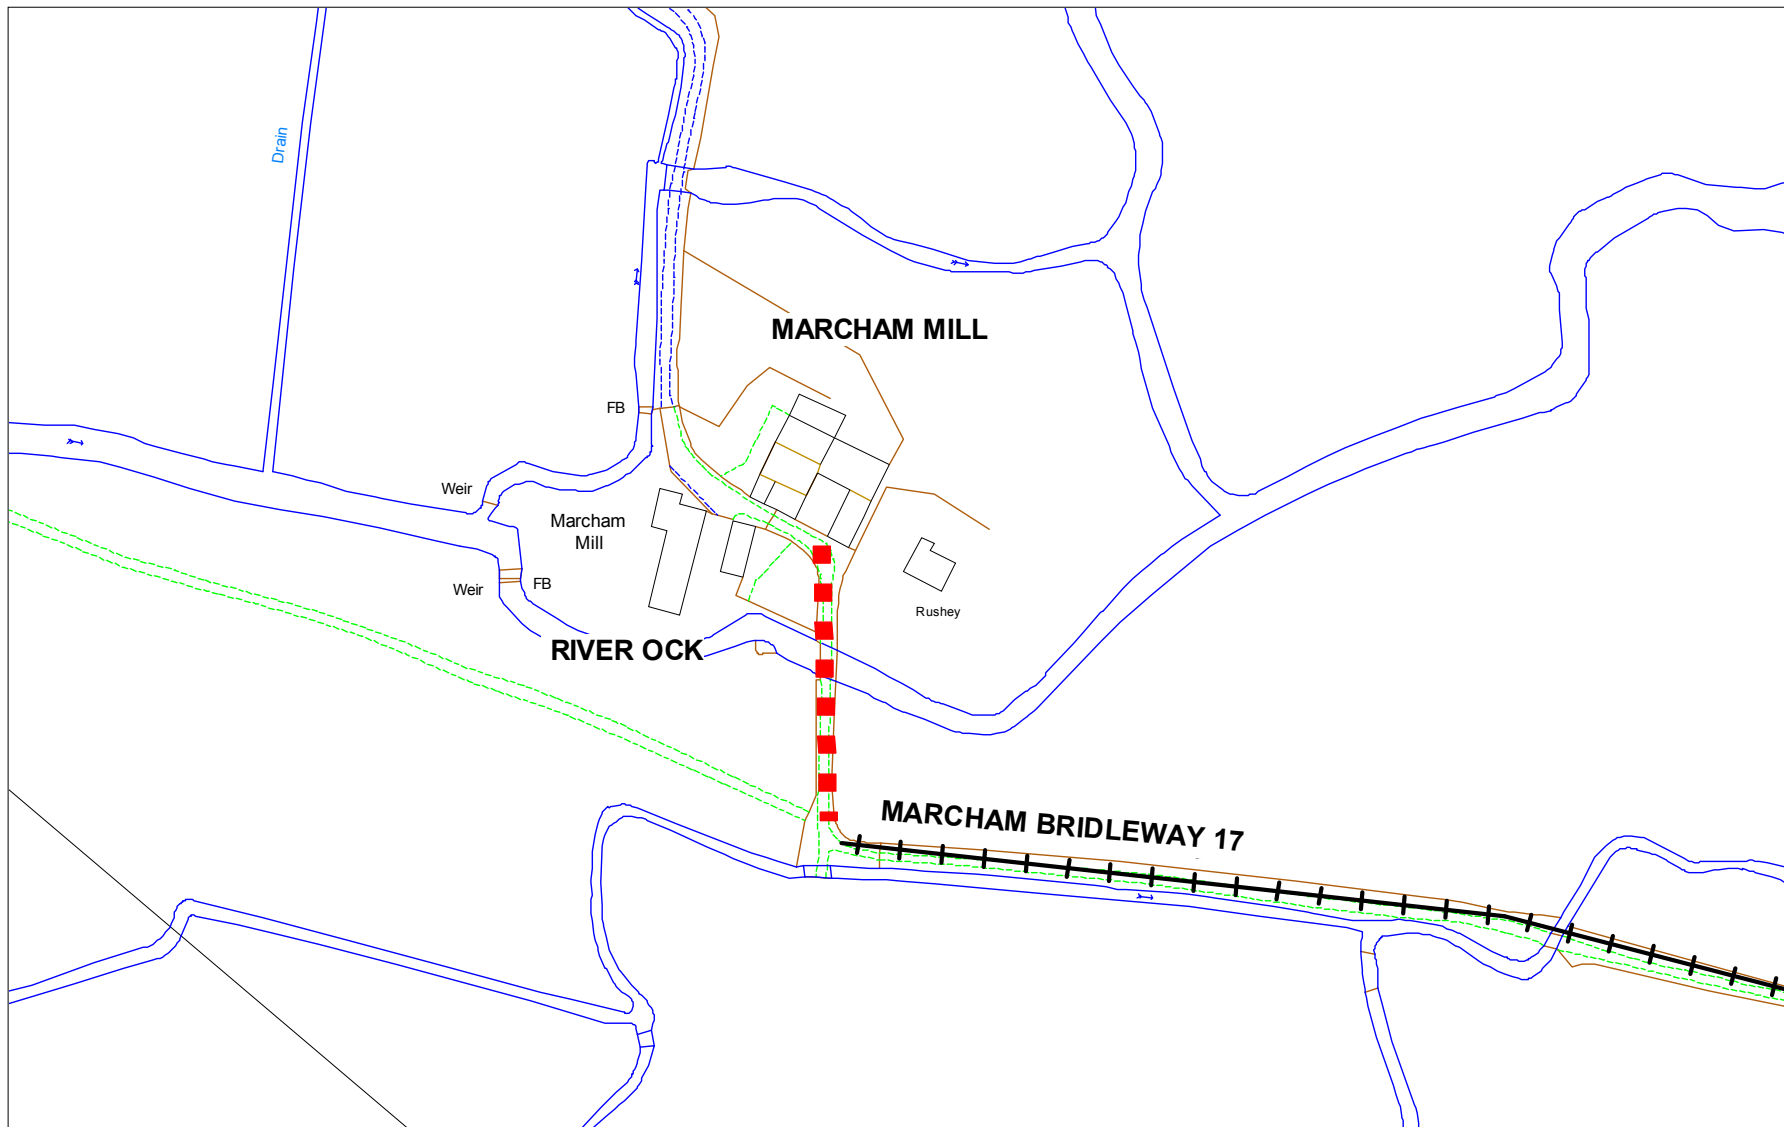 Drain
MARCHAM MILL
FB
Weir
Marcham
Mill
Weir
FB
Rushey
RIVER OCK
MARCHAM BRIDLEWAY 17